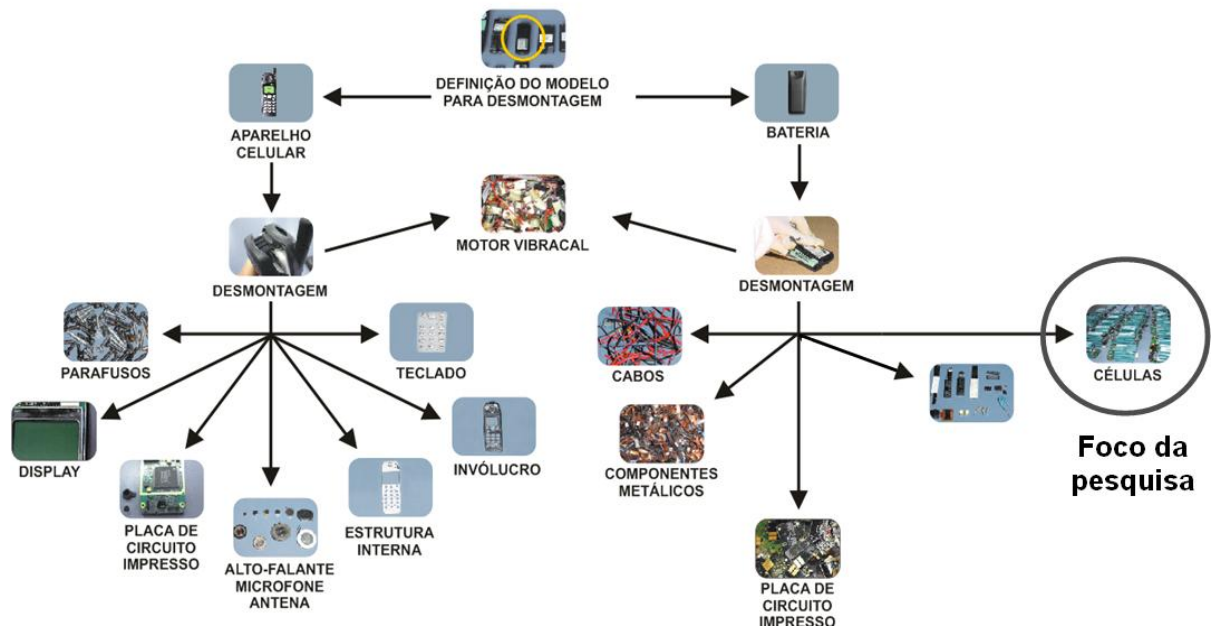 DEFINIÇÃO DO MODELO
PARA DESMONTAGEM
APARELHO
CELULAR
BATERIA
MOTOR VIBRACAL
DESMONTAGEM
DESMONTAGEM
PARAFUSOS
TECLADO
CABOS
CÉLULAS
DISPLAY
INVÓLUCRO
COMPONENTES
METÁLICOS
Foco da
pesquisa
PLACA DE
CIRCUITO
IMPRESSO
ESTRUTURA
INTERNA
ALTO-FALANTE
MICROFONE
ANTENA
PLACA DE
CIRCUITO
IMPRESSO